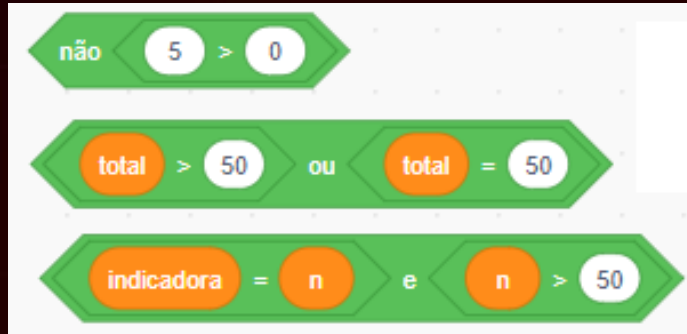 não 5 > 0
total > 50 ou total = 50
indicadora = n e n > 50